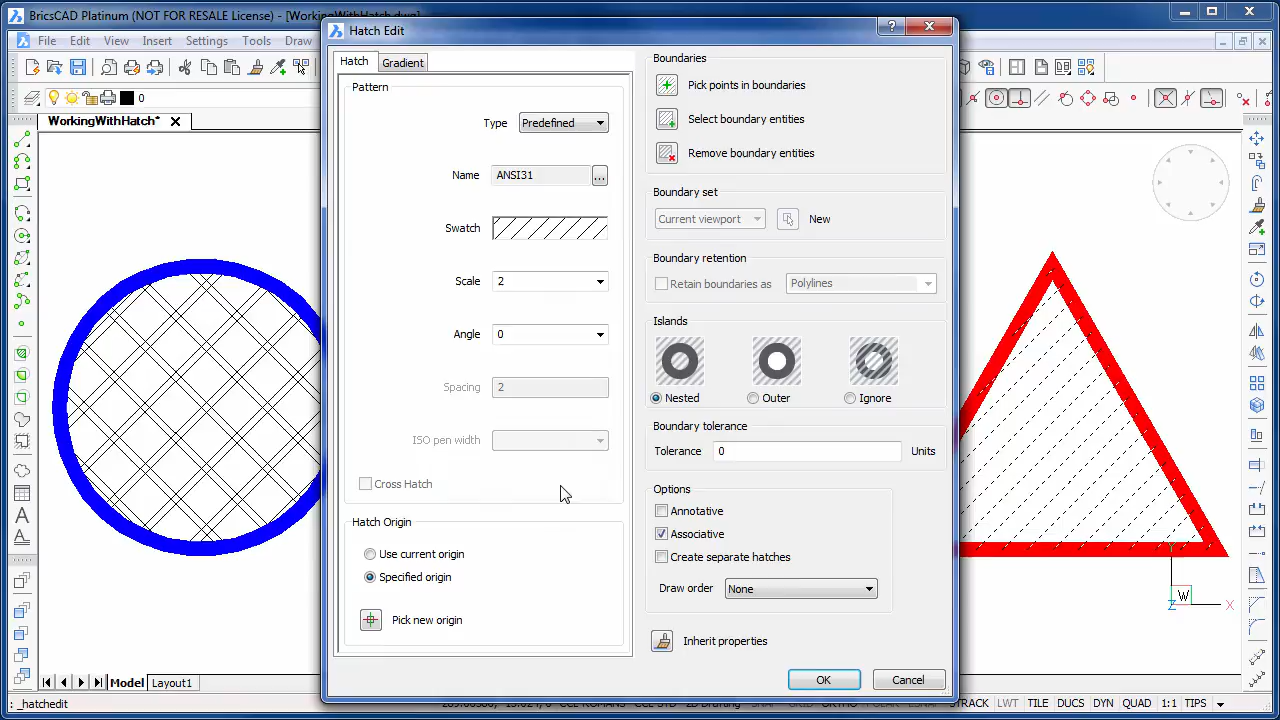 BricsCAD Platinum (NOT FOR RESALE License) - [WorkingWithHatch.dwg]
File Edit View Insert Settings Tools Draw
0
WorkingWithHatch*
Hatch Edit
Hatch
Gradient
Pattern
Type Predefined
Name ANSI31 ...
Swatch
Scale 2
Angle 0
Spacing 2
ISO pen width
Cross Hatch
Hatch Origin
Use current origin
Specified origin
Pick new origin
Boundaries
Pick points in boundaries
Select boundary entities
Remove boundary entities
Boundary set
Current viewport New
Boundary retention
Retain boundaries as Polylines
Islands
Nested Outer Ignore
Boundary tolerance
Tolerance 0 Units
Options
Annotative
Associative
Create separate hatches
Draw order None
Inherit properties
OK Cancel
W
X
Z
Model Layout1
: _hatchedit
STRACK LWT TILE DUCS DYN QUAD 1:1 TIPS